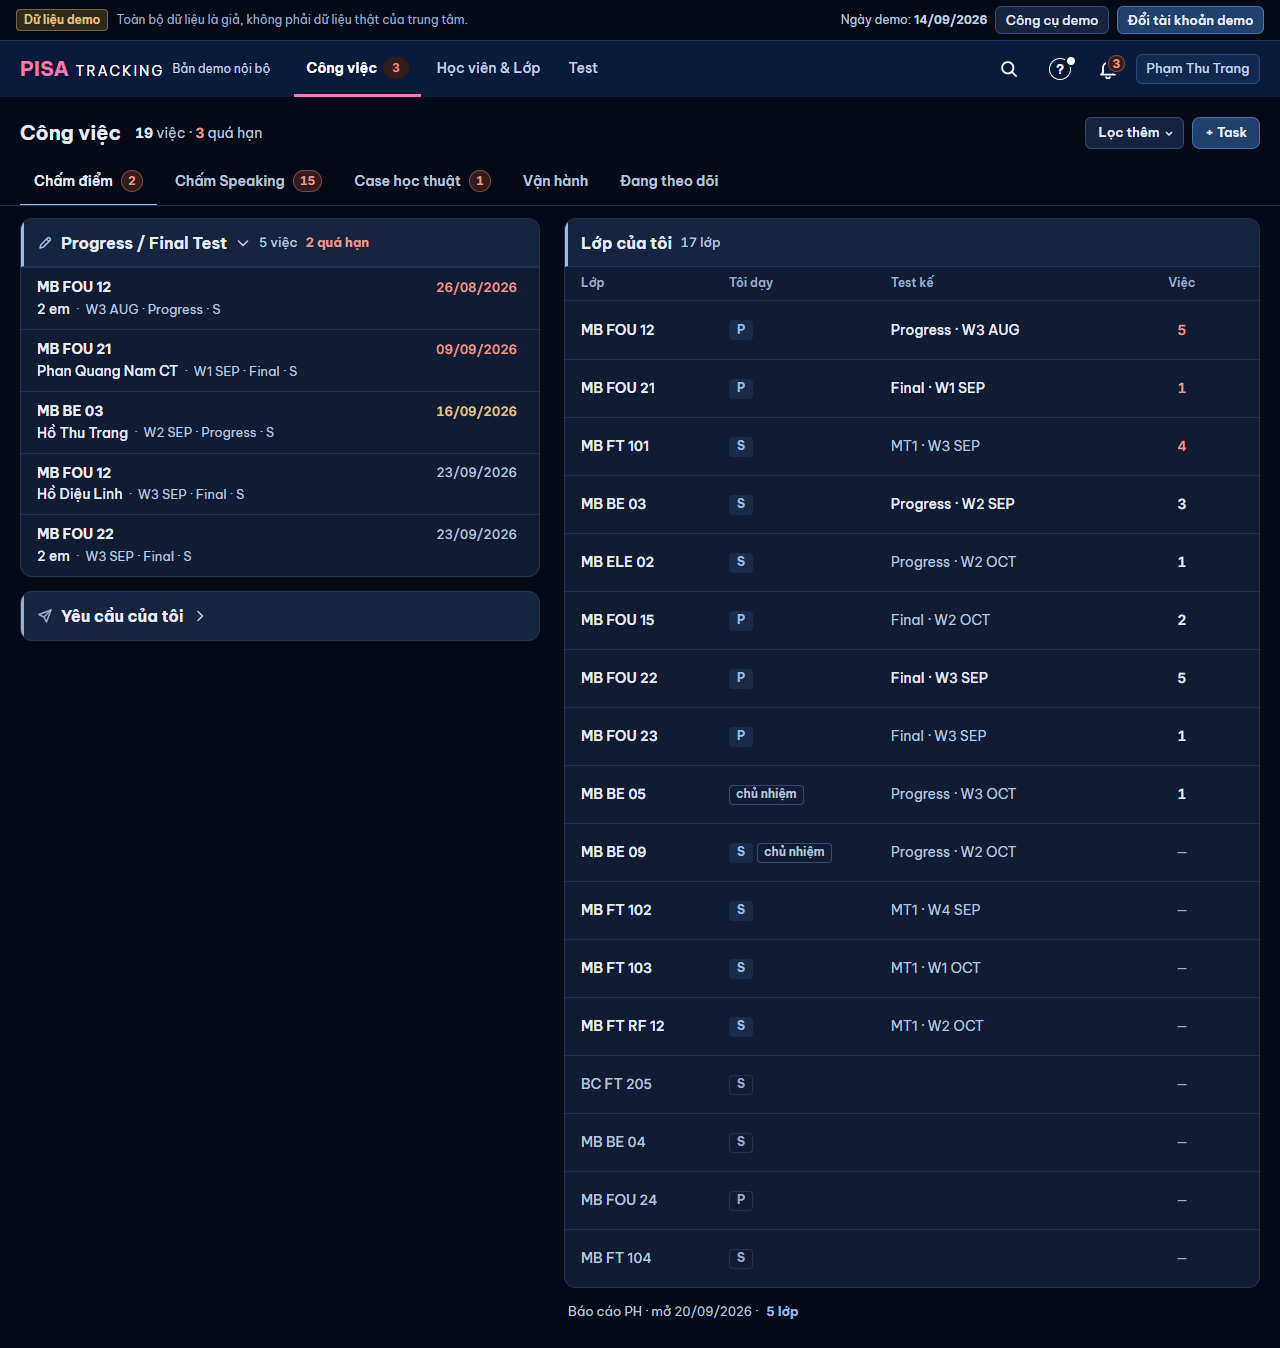 Dữ liệu demo Toàn bộ dữ liệu là giả, không phải dữ liệu thật của trung tâm. Ngày demo: 14/09/2026 Công cụ demo Đổi tài khoản demo
PISA TRACKING Bản demo nội bộ Công việc 3 Học viên & Lớp Test ? 3 Phạm Thu Trang
Công việc 19 việc · 3 quá hạn Lọc thêm + Task
Chấm điểm 2 Chấm Speaking 15 Case học thuật 1 Vận hành Đang theo dõi
Progress / Final Test 5 việc 2 quá hạn
MB FOU 12 26/08/2026
2 em · W3 AUG · Progress · S
MB FOU 21 09/09/2026
Phan Quang Nam CT · W1 SEP · Final · S
MB BE 03 16/09/2026
Hồ Thu Trang · W2 SEP · Progress · S
MB FOU 12 23/09/2026
Hồ Diệu Linh · W3 SEP · Final · S
MB FOU 22 23/09/2026
2 em · W3 SEP · Final · S
Yêu cầu của tôi
Lớp của tôi 17 lớp
Lớp Tôi dạy Test kế Việc
MB FOU 12 P Progress · W3 AUG 5
MB FOU 21 P Final · W1 SEP 1
MB FT 101 S MT1 · W3 SEP 4
MB BE 03 S Progress · W2 SEP 3
MB ELE 02 S Progress · W2 OCT 1
MB FOU 15 P Final · W2 OCT 2
MB FOU 22 P Final · W3 SEP 5
MB FOU 23 P Final · W3 SEP 1
MB BE 05 chủ nhiệm Progress · W3 OCT 1
MB BE 09 S chủ nhiệm Progress · W2 OCT –
MB FT 102 S MT1 · W4 SEP –
MB FT 103 S MT1 · W1 OCT –
MB FT RF 12 S MT1 · W2 OCT –
BC FT 205 S –
MB BE 04 S –
MB FOU 24 P –
MB FT 104 S –
Báo cáo PH · mở 20/09/2026 · 5 lớp